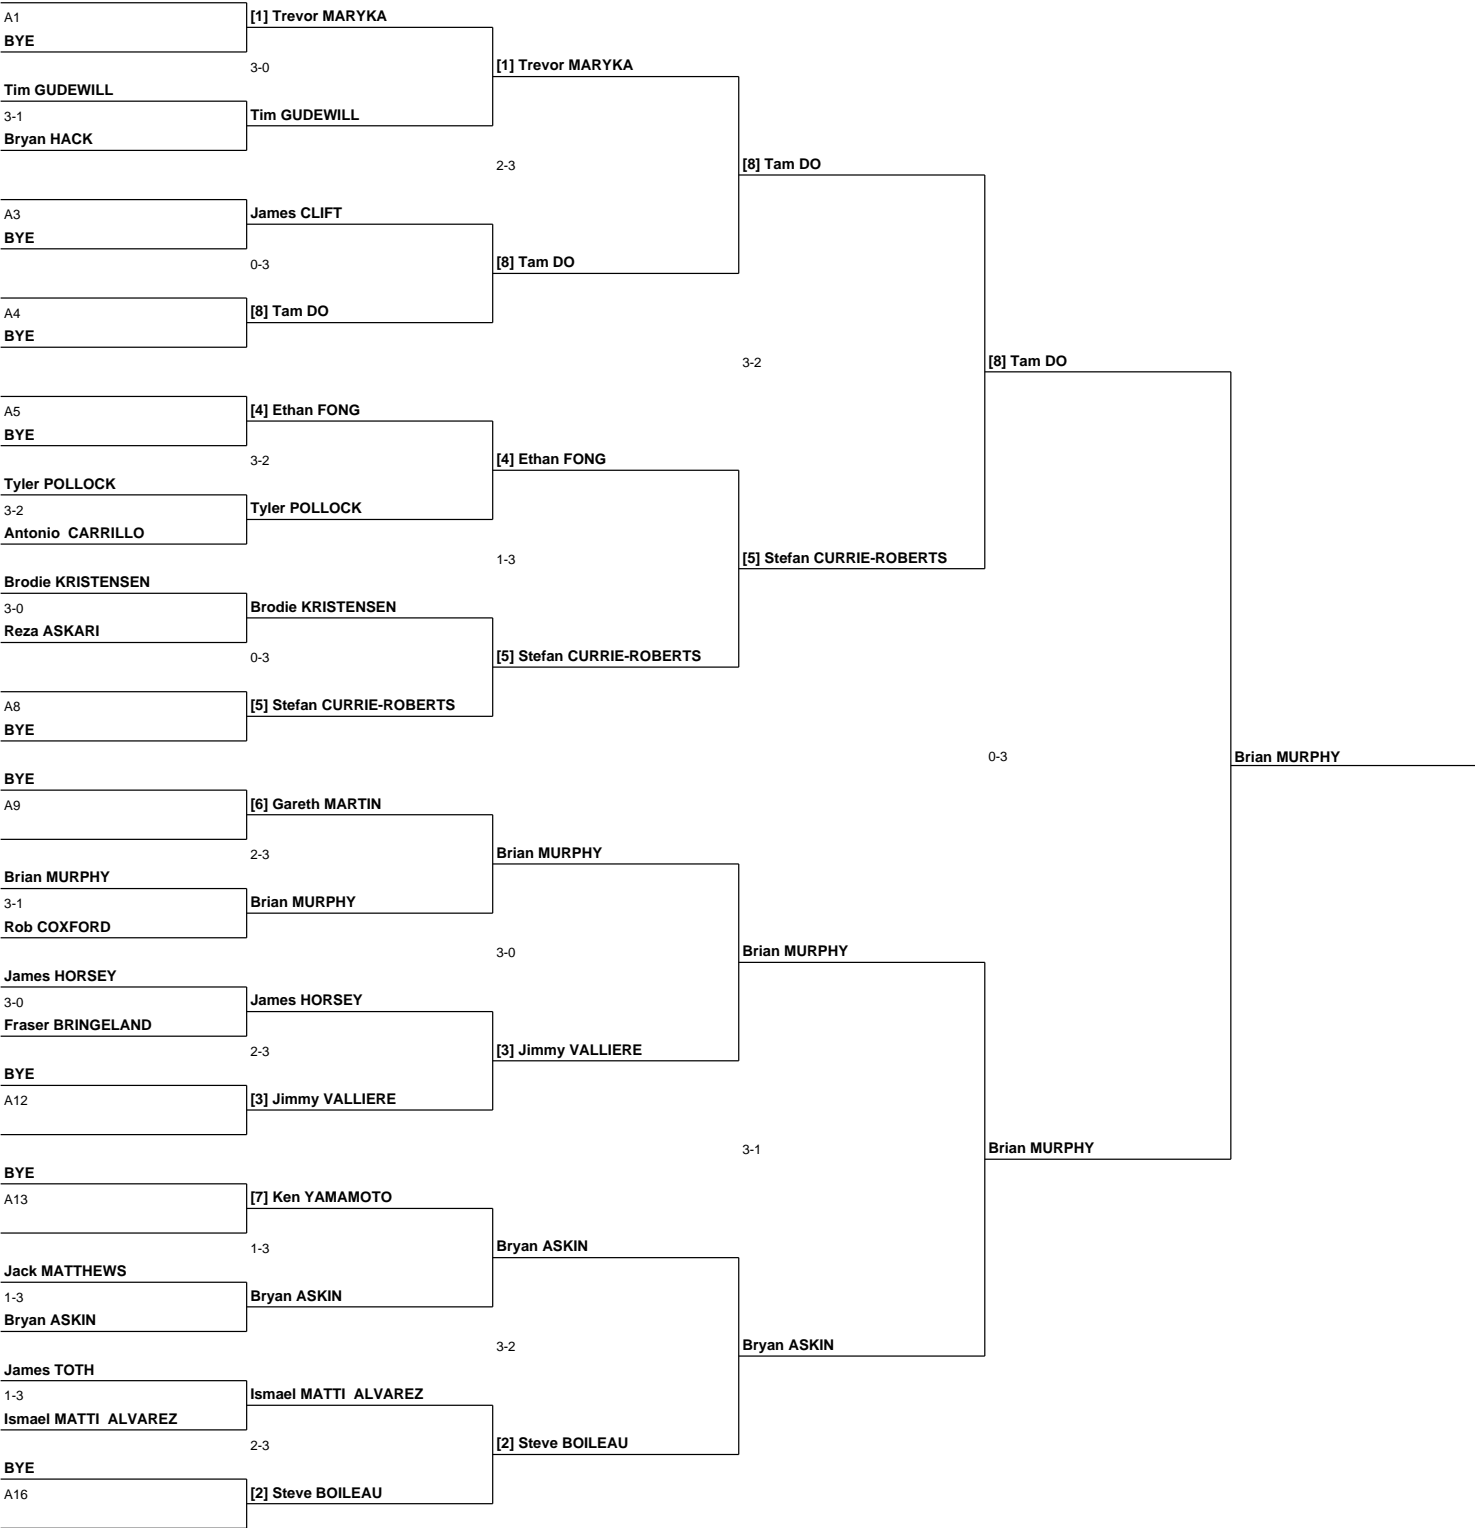 A1
BYE
[1] Trevor MARYKA
3-0
[1] Trevor MARYKA
Tim GUDEWILL
3-1
Bryan HACK
Tim GUDEWILL
2-3
[8] Tam DO
A3
BYE
James CLIFT
0-3
[8] Tam DO
A4
BYE
[8] Tam DO
3-2
[8] Tam DO
A5
BYE
[4] Ethan FONG
3-2
[4] Ethan FONG
Tyler POLLOCK
3-2
Antonio  CARRILLO
Tyler POLLOCK
1-3
[5] Stefan CURRIE-ROBERTS
Brodie KRISTENSEN
3-0
Reza ASKARI
Brodie KRISTENSEN
0-3
[5] Stefan CURRIE-ROBERTS
A8
BYE
[5] Stefan CURRIE-ROBERTS
0-3
Brian MURPHY
BYE
A9
[6] Gareth MARTIN
2-3
Brian MURPHY
Brian MURPHY
3-1
Rob COXFORD
Brian MURPHY
3-0
Brian MURPHY
James HORSEY
3-0
Fraser BRINGELAND
James HORSEY
2-3
[3] Jimmy VALLIERE
BYE
A12
[3] Jimmy VALLIERE
3-1
Brian MURPHY
BYE
A13
[7] Ken YAMAMOTO
1-3
Bryan ASKIN
Jack MATTHEWS
1-3
Bryan ASKIN
Bryan ASKIN
3-2
Bryan ASKIN
James TOTH
1-3
Ismael MATTI  ALVAREZ
Ismael MATTI  ALVAREZ
2-3
[2] Steve BOILEAU
BYE
A16
[2] Steve BOILEAU